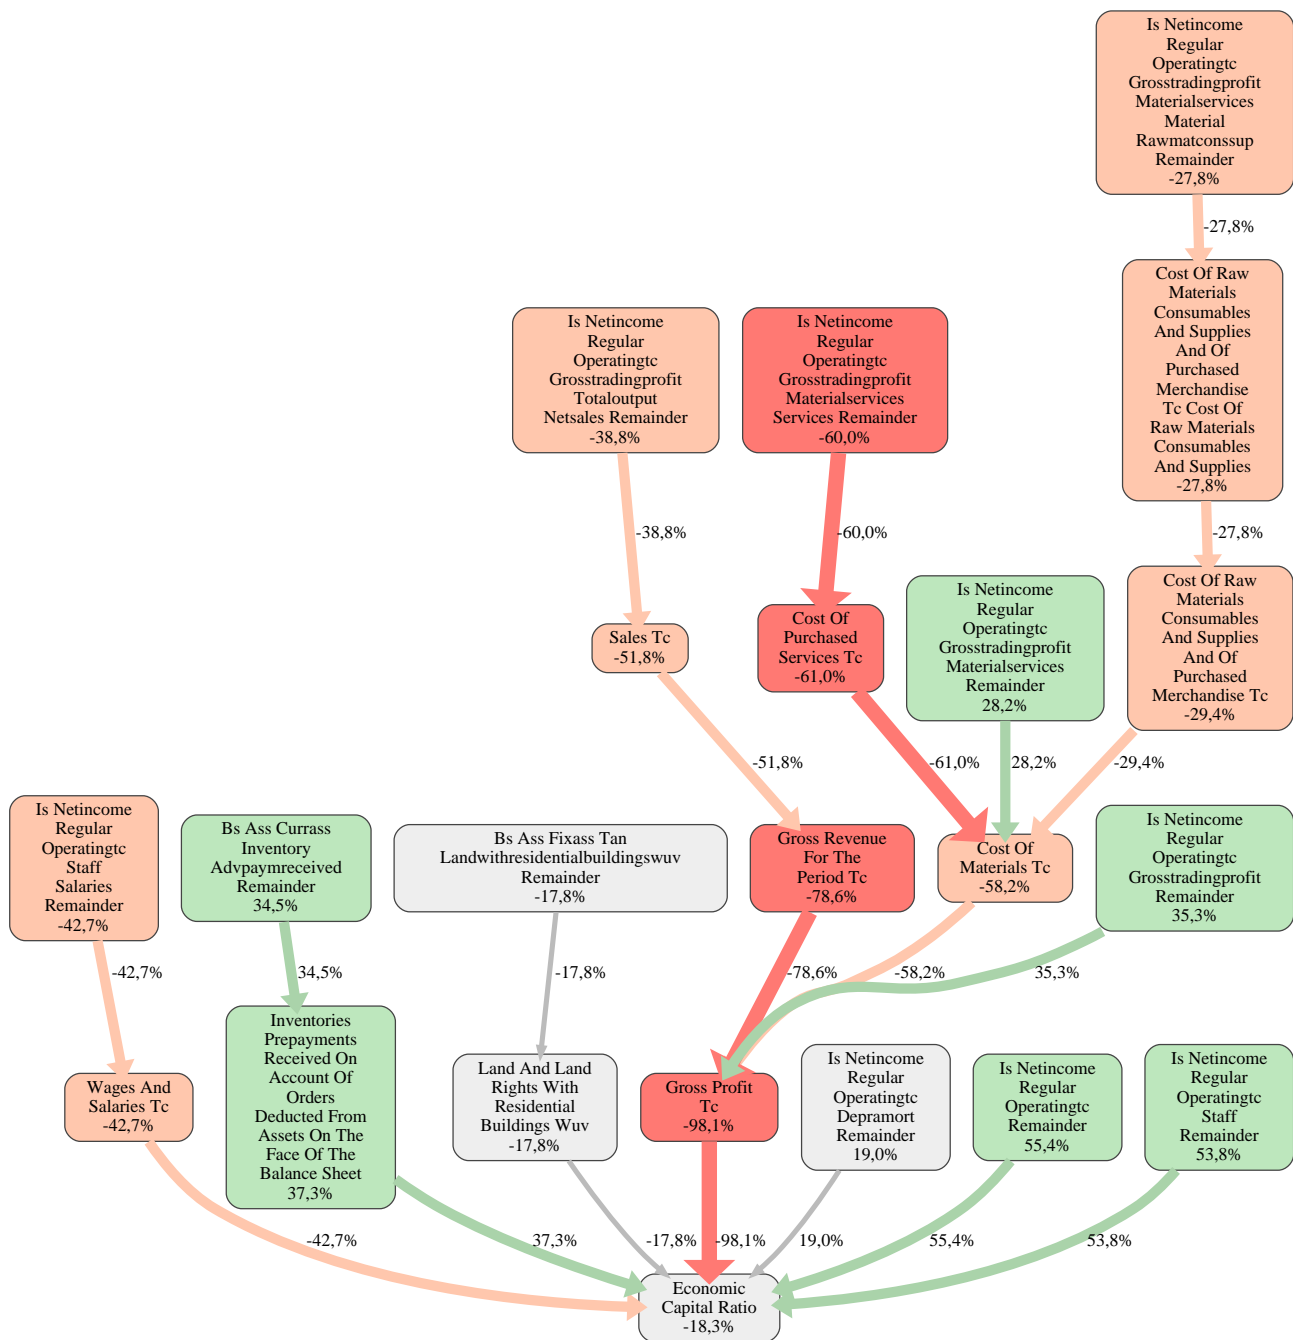 Is Netincome
Regular
Operatingtc
Grosstradingprofit
Materialservices
Material
Rawmatconssup
Remainder
-27,8%
-27,8%
Cost Of Raw
Materials
Consumables
And Supplies
And Of
Purchased
Merchandise
Tc Cost Of
Raw Materials
Consumables
And Supplies
-27,8%
Is Netincome
Regular
Operatingtc
Grosstradingprofit
Totaloutput
Netsales Remainder
-38,8%
Is Netincome
Regular
Operatingtc
Grosstradingprofit
Materialservices
Services Remainder
-60,0%
-38,8%
-60,0%
-27,8%
Sales Tc
-51,8%
Cost Of
Purchased
Services Tc
-61,0%
Is Netincome
Regular
Operatingtc
Grosstradingprofit
Materialservices
Remainder
28,2%
Cost Of Raw
Materials
Consumables
And Supplies
And Of
Purchased
Merchandise Tc
-29,4%
-51,8%
-61,0%
28,2%
-29,4%
Is Netincome
Regular
Operatingtc
Staff
Salaries
Remainder
-42,7%
Bs Ass Currass
Inventory
Advpaymreceived
Remainder
34,5%
Bs Ass Fixass Tan
Landwithresidentialbuildingswuv
Remainder
-17,8%
Gross Revenue
For The
Period Tc
-78,6%
Cost Of
Materials Tc
-58,2%
Is Netincome
Regular
Operatingtc
Grosstradingprofit
Remainder
35,3%
-42,7%
34,5%
-17,8%
-78,6%
-58,2%
35,3%
Wages And
Salaries Tc
-42,7%
Inventories
Prepayments
Received On
Account Of
Orders
Deducted From
Assets On The
Face Of The
Balance Sheet
37,3%
Land And Land
Rights With
Residential
Buildings Wuv
-17,8%
Gross Profit
Tc
-98,1%
Is Netincome
Regular
Operatingtc
Depramort
Remainder
19,0%
Is Netincome
Regular
Operatingtc
Remainder
55,4%
Is Netincome
Regular
Operatingtc
Staff
Remainder
53,8%
-42,7%
37,3%
-17,8%
-98,1%
19,0%
55,4%
53,8%
Economic
Capital Ratio
-18,3%